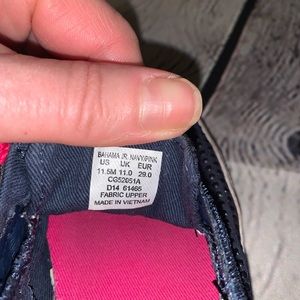 BAHAMA JR. NAVY/PINK
US UK EUR
11.5M 11.0 29.0
CG52651A
D14 61465
FABRIC UPPER
MADE IN VIETNAM